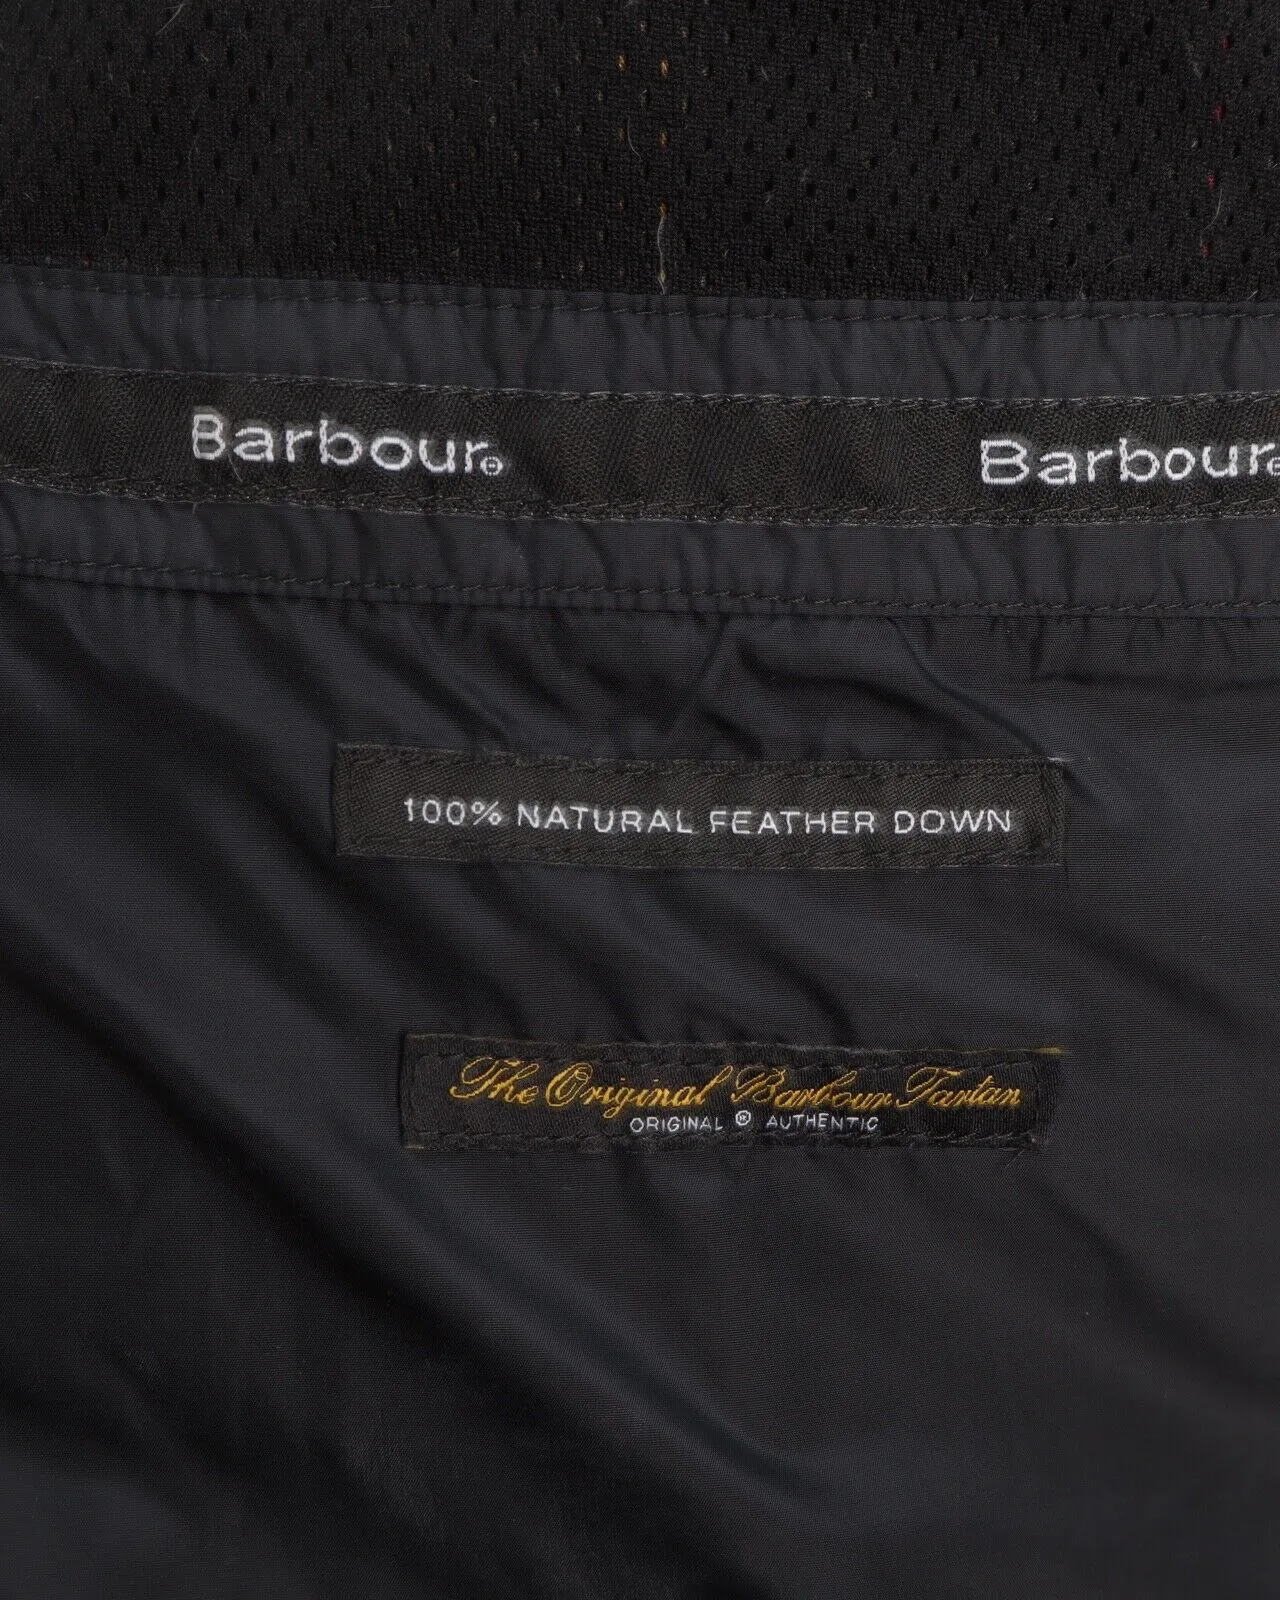 Barbour® Barbour®
100% NATURAL FEATHER DOWN
The Original Barbour Tartan
ORIGINAL ® AUTHENTIC